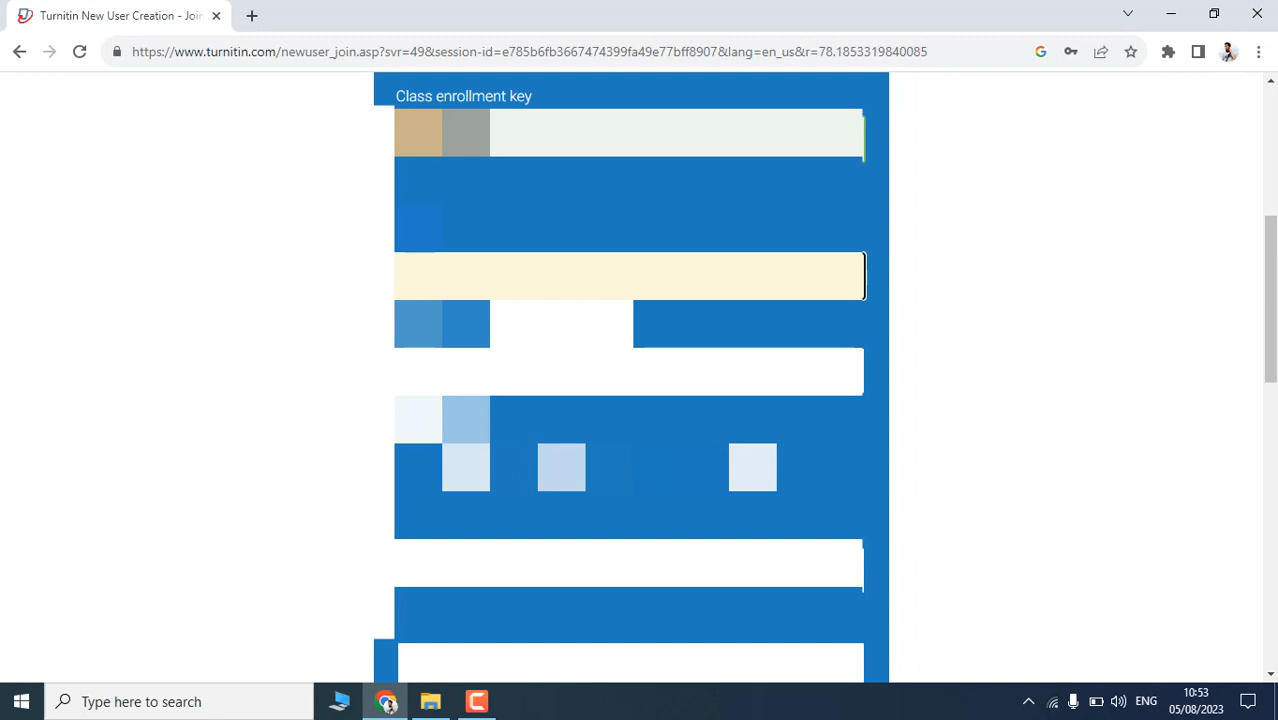 Turnitin New User Creation - Joi
https://www.turnitin.com/newuser_join.asp?svr=49&session-id=e785b6fb3667474399fa49e77bff8907&lang=en_us&r=78.1853319840085
Class enrollment key
Type here to search
ENG
10:53
05/08/2023